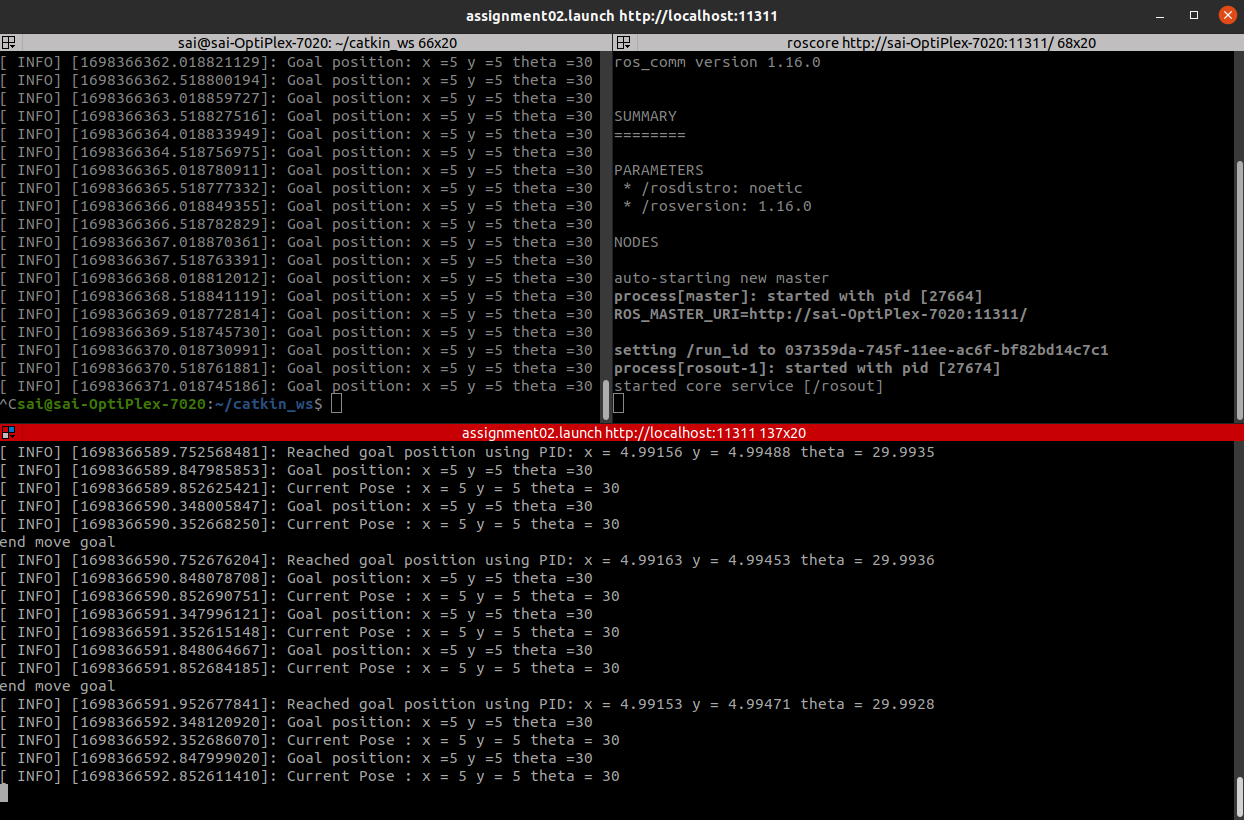 assignment02.launch http://localhost:11311
sai@sai-OptiPlex-7020: ~/catkin_ws 66x20
[ INFO] [1698366362.018821129]: Goal position: x =5 y =5 theta =30
[ INFO] [1698366362.518800194]: Goal position: x =5 y =5 theta =30
[ INFO] [1698366363.018859727]: Goal position: x =5 y =5 theta =30
[ INFO] [1698366363.518827516]: Goal position: x =5 y =5 theta =30
[ INFO] [1698366364.018833949]: Goal position: x =5 y =5 theta =30
[ INFO] [1698366364.518756975]: Goal position: x =5 y =5 theta =30
[ INFO] [1698366365.018780911]: Goal position: x =5 y =5 theta =30
[ INFO] [1698366365.518777332]: Goal position: x =5 y =5 theta =30
[ INFO] [1698366366.018849355]: Goal position: x =5 y =5 theta =30
[ INFO] [1698366366.518782829]: Goal position: x =5 y =5 theta =30
[ INFO] [1698366367.018870361]: Goal position: x =5 y =5 theta =30
[ INFO] [1698366367.518763391]: Goal position: x =5 y =5 theta =30
[ INFO] [1698366368.018812012]: Goal position: x =5 y =5 theta =30
[ INFO] [1698366368.518841119]: Goal position: x =5 y =5 theta =30
[ INFO] [1698366369.018772814]: Goal position: x =5 y =5 theta =30
[ INFO] [1698366369.518745730]: Goal position: x =5 y =5 theta =30
[ INFO] [1698366370.018730991]: Goal position: x =5 y =5 theta =30
[ INFO] [1698366370.518761881]: Goal position: x =5 y =5 theta =30
[ INFO] [1698366371.018745186]: Goal position: x =5 y =5 theta =30
^Csai@sai-OptiPlex-7020:~/catkin_ws$
roscore http://sai-OptiPlex-7020:11311/ 68x20
ros_comm version 1.16.0
SUMMARY
========
PARAMETERS
* /rosdistro: noetic
* /rosversion: 1.16.0
NODES
auto-starting new master
process[master]: started with pid [27664]
ROS_MASTER_URI=http://sai-OptiPlex-7020:11311/
setting /run_id to 037359da-745f-11ee-ac6f-bf82bd14c7c1
process[rosout-1]: started with pid [27674]
started core service [/rosout]
assignment02.launch http://localhost:11311 137x20
[ INFO] [1698366589.752568481]: Reached goal position using PID: x = 4.99156 y = 4.99488 theta = 29.9935
[ INFO] [1698366589.847985853]: Goal position: x =5 y =5 theta =30
[ INFO] [1698366589.852625421]: Current Pose : x = 5 y = 5 theta = 30
[ INFO] [1698366590.348005847]: Goal position: x =5 y =5 theta =30
[ INFO] [1698366590.352668250]: Current Pose : x = 5 y = 5 theta = 30
end move goal
[ INFO] [1698366590.752676204]: Reached goal position using PID: x = 4.99163 y = 4.99453 theta = 29.9936
[ INFO] [1698366590.848078708]: Goal position: x =5 y =5 theta =30
[ INFO] [1698366590.852690751]: Current Pose : x = 5 y = 5 theta = 30
[ INFO] [1698366591.347996121]: Goal position: x =5 y =5 theta =30
[ INFO] [1698366591.352615148]: Current Pose : x = 5 y = 5 theta = 30
[ INFO] [1698366591.848064667]: Goal position: x =5 y =5 theta =30
[ INFO] [1698366591.852684185]: Current Pose : x = 5 y = 5 theta = 30
end move goal
[ INFO] [1698366591.952677841]: Reached goal position using PID: x = 4.99153 y = 4.99471 theta = 29.9928
[ INFO] [1698366592.348120920]: Goal position: x =5 y =5 theta =30
[ INFO] [1698366592.352686070]: Current Pose : x = 5 y = 5 theta = 30
[ INFO] [1698366592.847999020]: Goal position: x =5 y =5 theta =30
[ INFO] [1698366592.852611410]: Current Pose : x = 5 y = 5 theta = 30